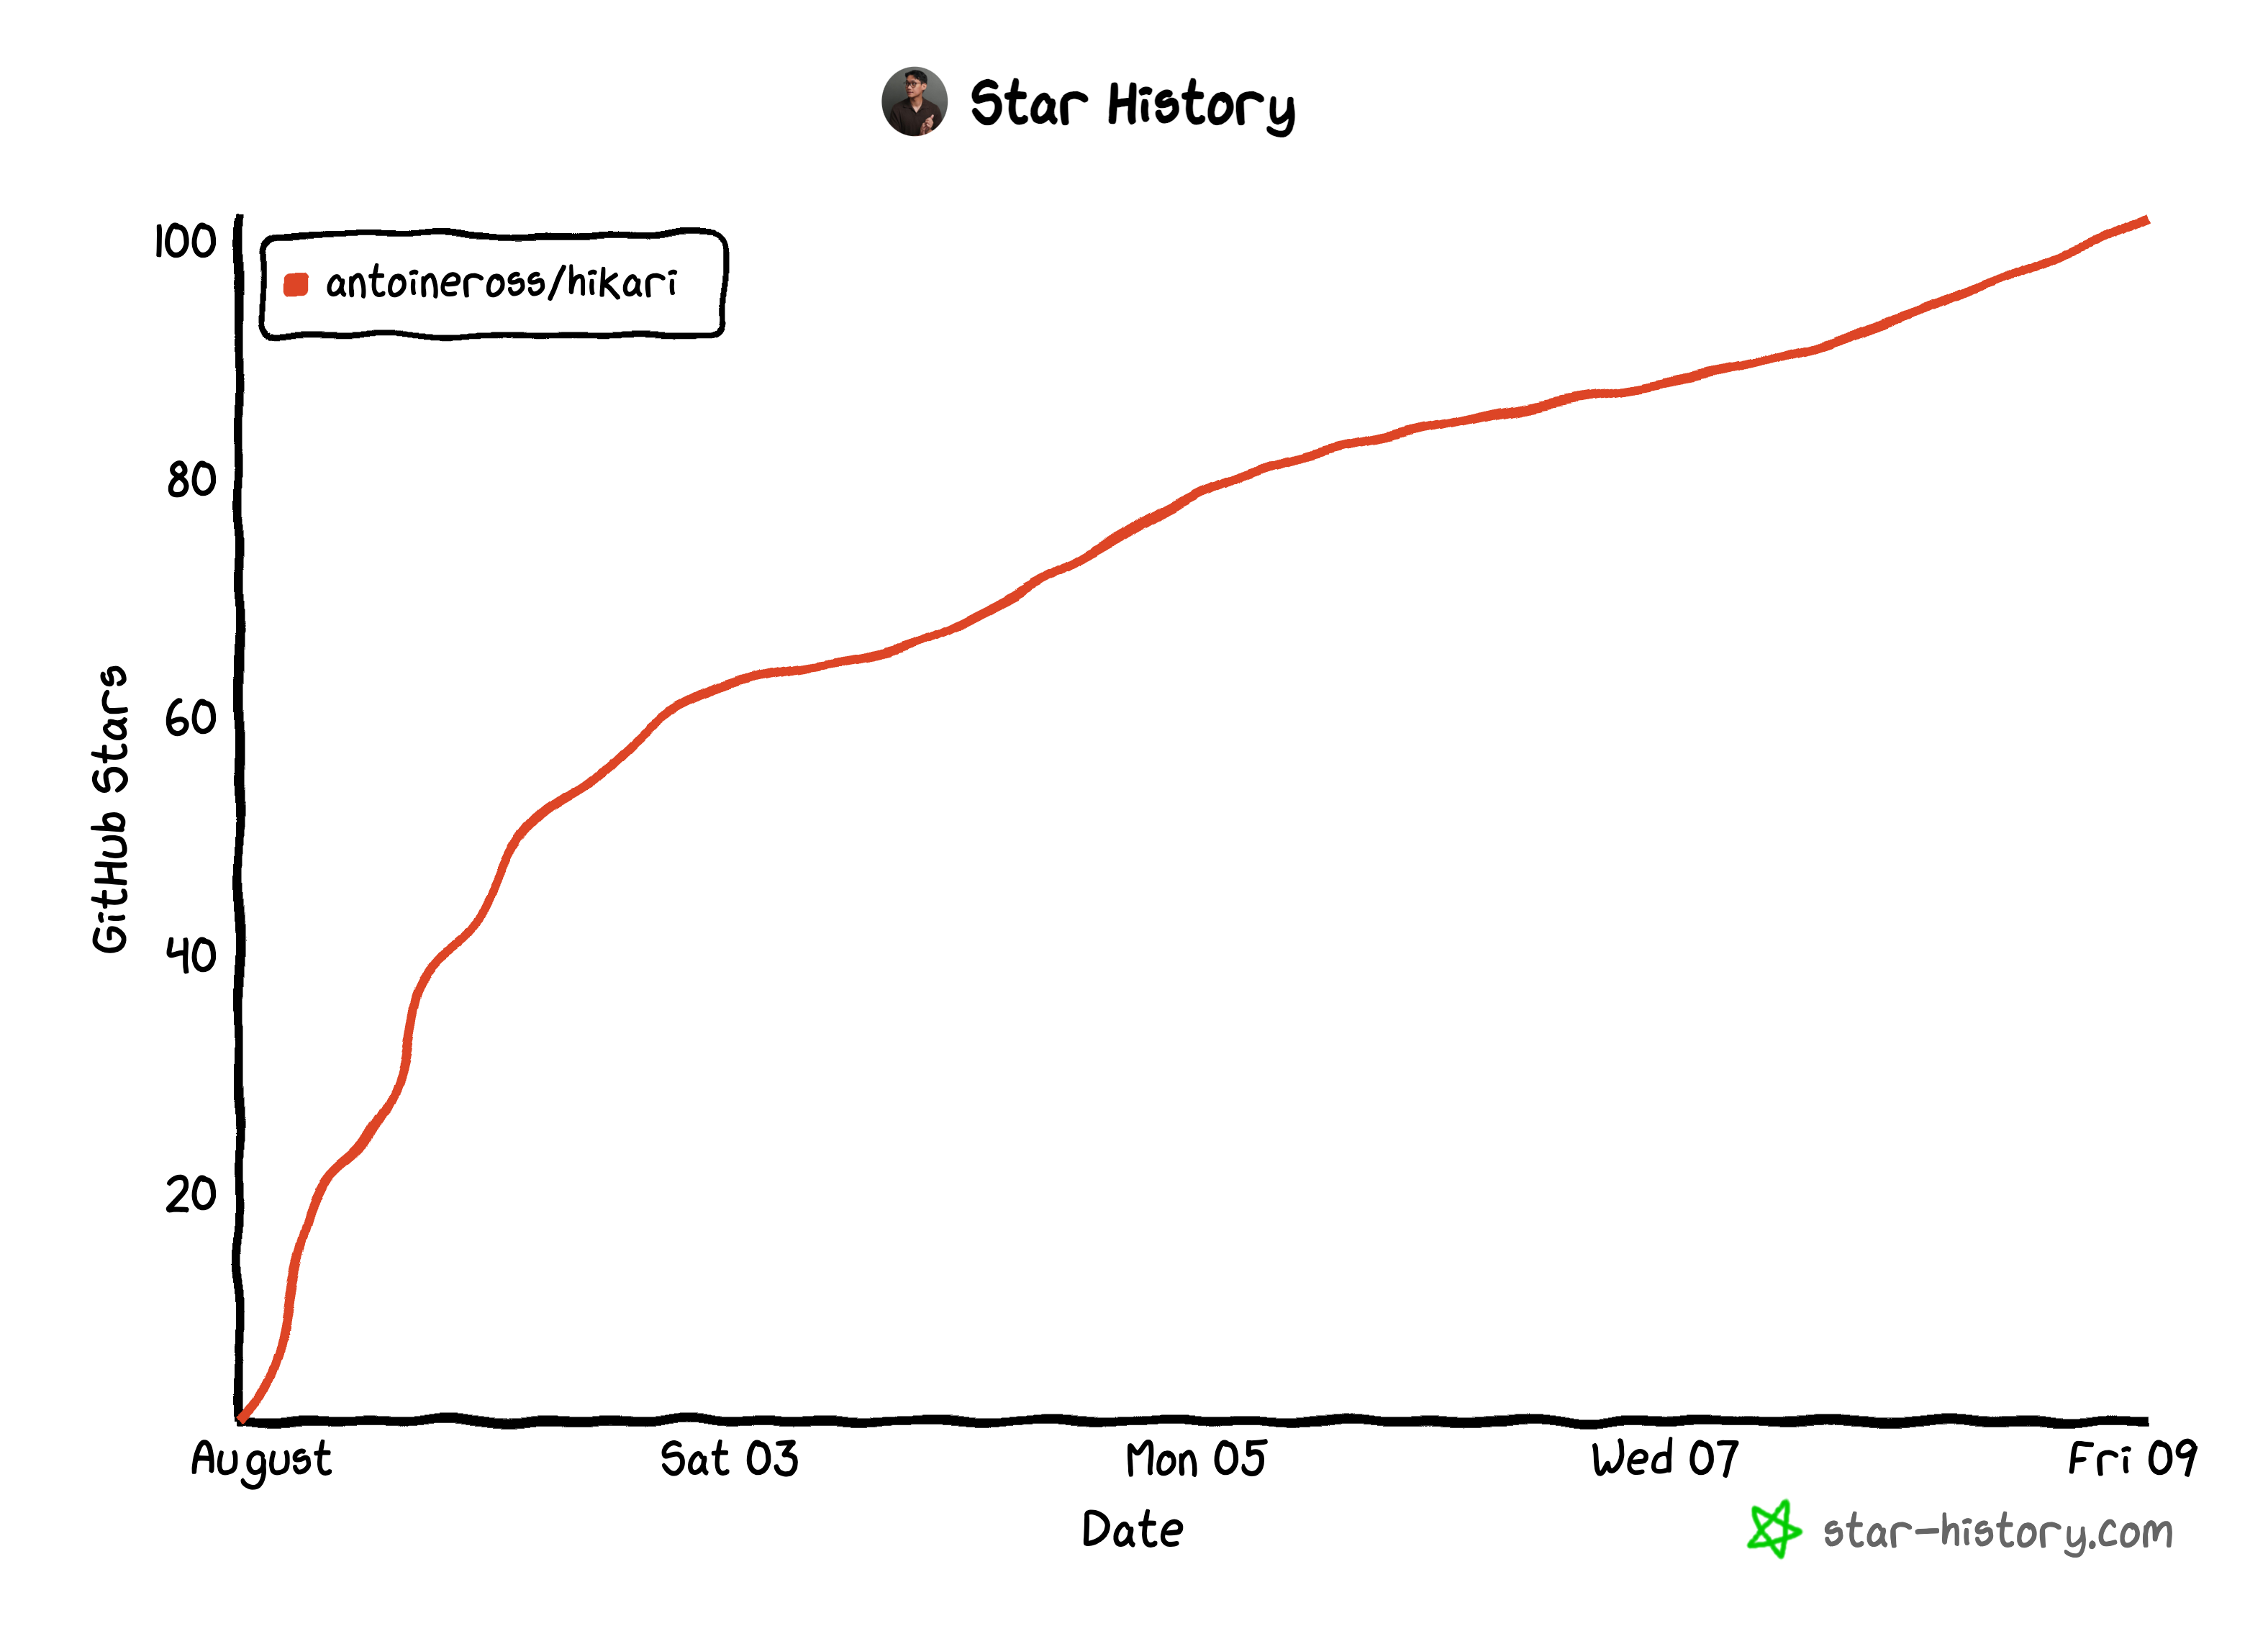 Star History
antoineross/hikari
100
80
60
40
20
GitHub Stars
August
Sat 03
Mon 05
Wed 07
Fri 09
Date
star-history.com